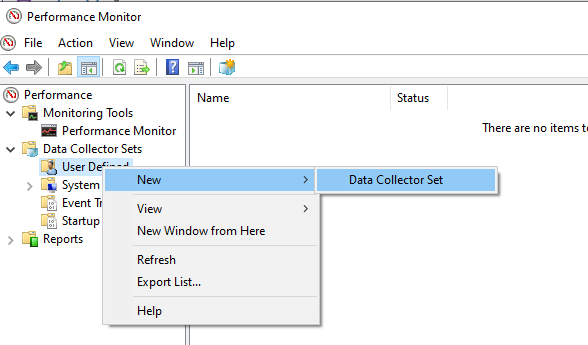 Performance Monitor
File Action View Window Help
Performance
Monitoring Tools
Performance Monitor
Data Collector Sets
User Defined
System
Event Tr
Startup
Reports
Name Status
There are no items to
New
View
New Window from Here
Refresh
Export List...
Help
Data Collector Set